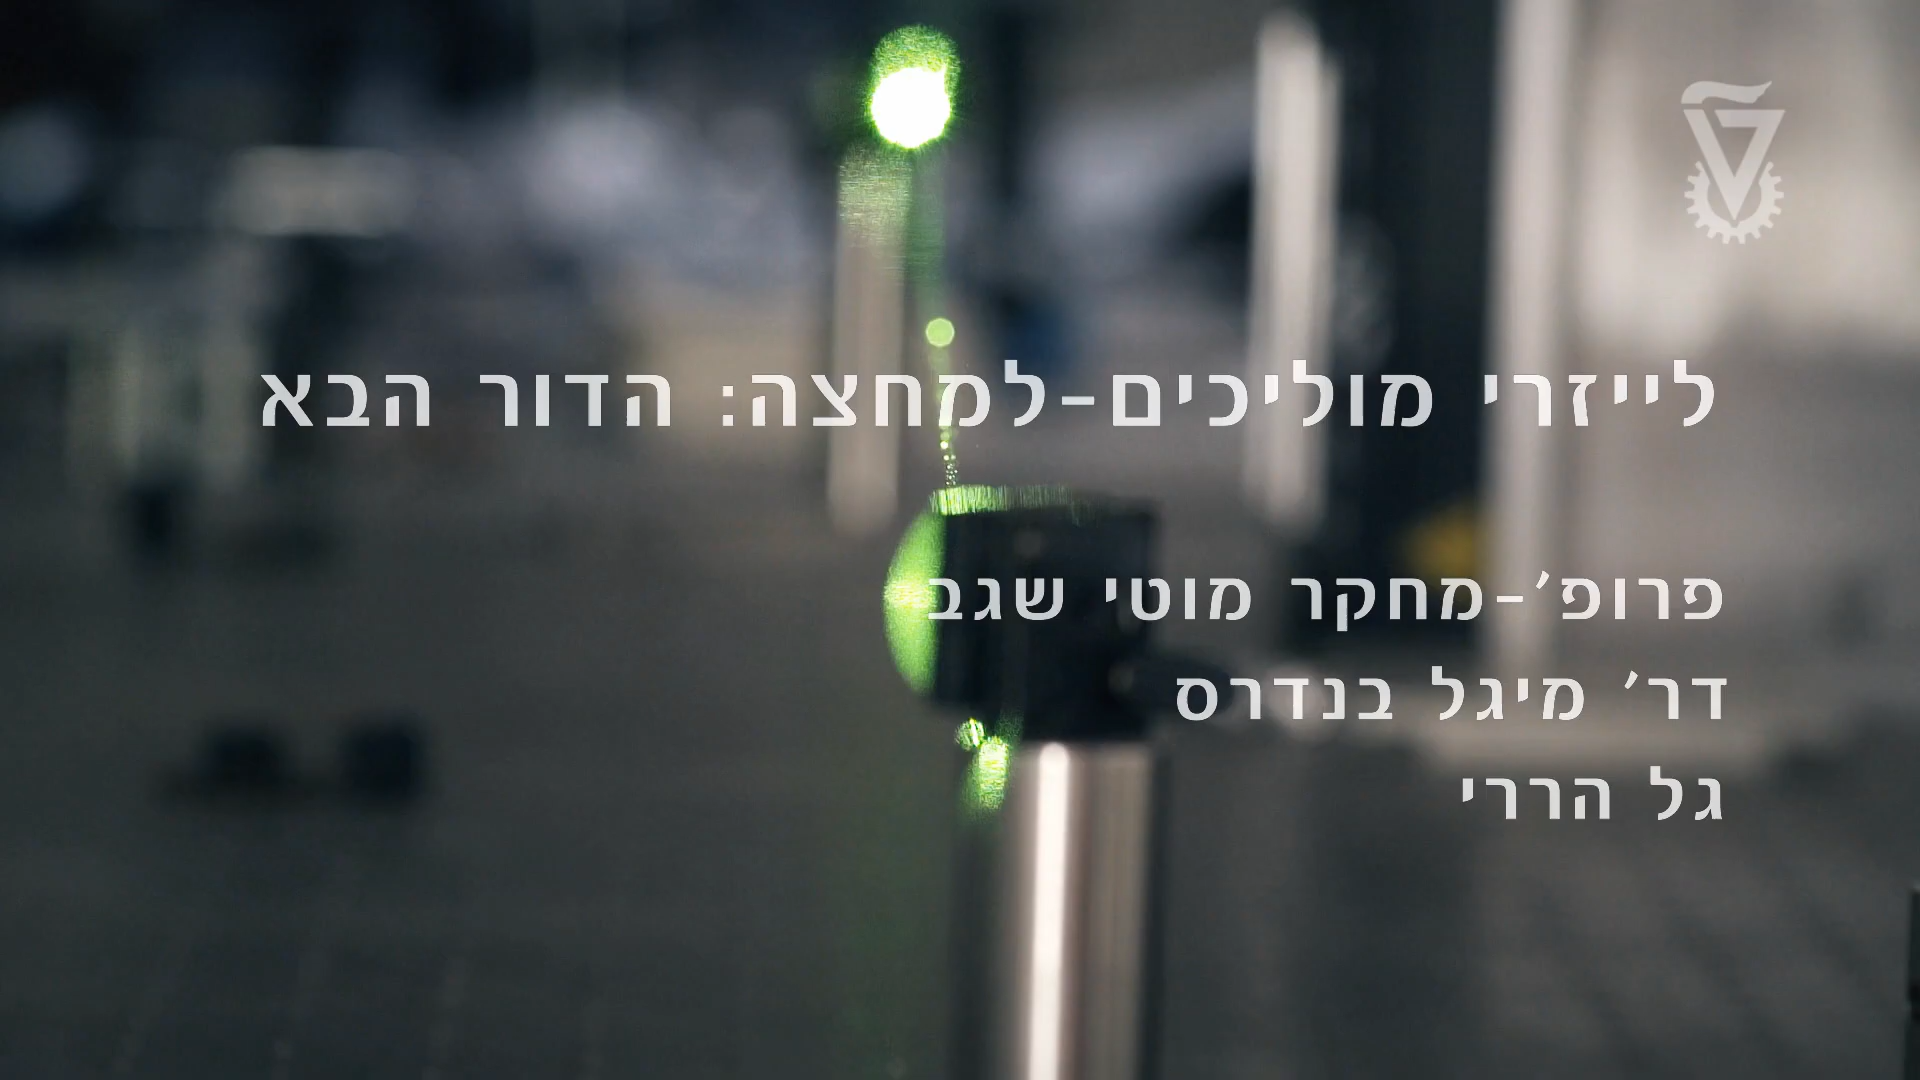 לייזרי מוליכים-למחצה: הדור הבא
פרופ'-מחקר מוטי שגב
דר' מיגל בנדרס
גל הררי